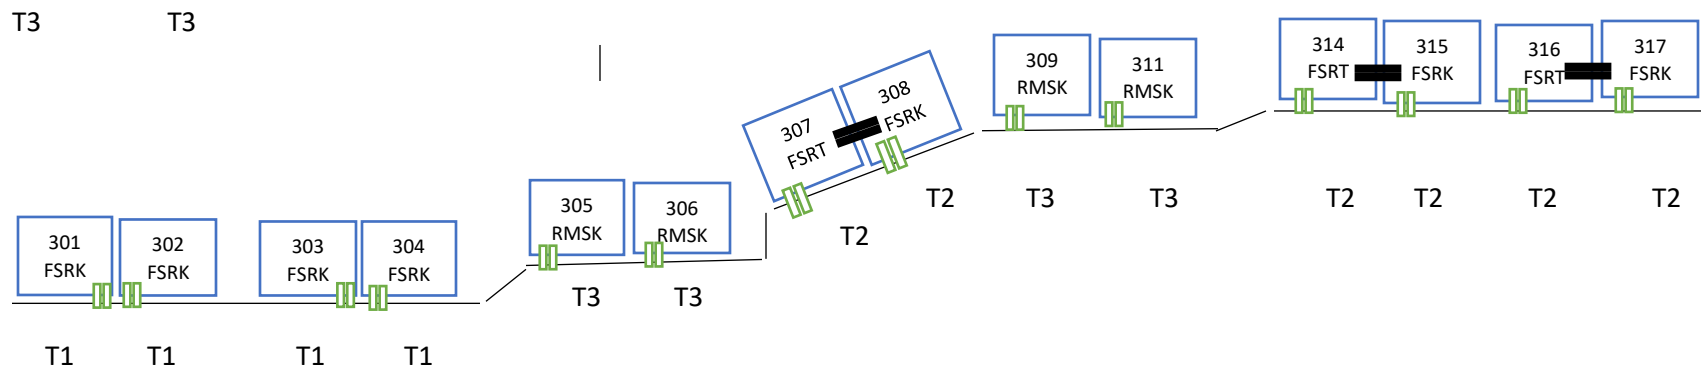 T3 T3
301
FSRK
302
FSRK
303
FSRK
304
FSRK
305
RMSK
306
RMSK
307
FSRT
308
FSRK
309
RMSK
311
RMSK
314
FSRT
315
FSRK
316
FSRT
317
FSRK
T1 T1 T1 T1
T3 T3
T2 T2
T3 T3
T2 T2 T2 T2